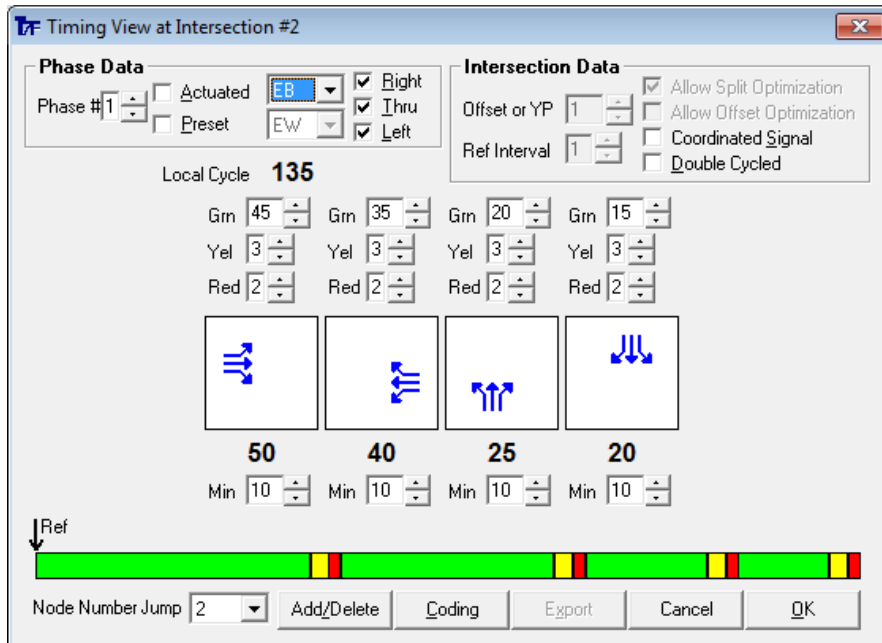 TF Timing View at Intersection #2
Phase Data
Phase # 1 Actuated EB Right
Preset EW Thru
Left
Intersection Data
Offset or YP 1
Ref Interval 1
Allow Split Optimization
Allow Offset Optimization
Coordinated Signal
Double Cycled
Local Cycle 135
Grn 45 Grn 35 Grn 20 Grn 15
Yel 3 Yel 3 Yel 3 Yel 3
Red 2 Red 2 Red 2 Red 2
50 40 25 20
Min 10 Min 10 Min 10 Min 10
Ref
Node Number Jump 2 Add/Delete Coding Export Cancel OK